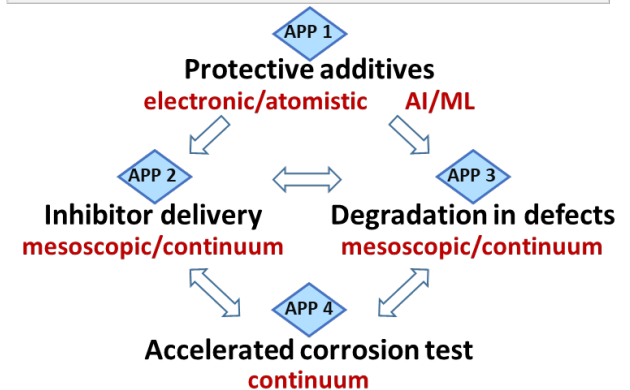 APP 1
Protective additives
electronic/atomistic AI/ML
APP 2
APP 3
Inhibitor delivery
Degradation in defects
mesoscopic/continuum
mesoscopic/continuum
APP 4
Accelerated corrosion test
continuum